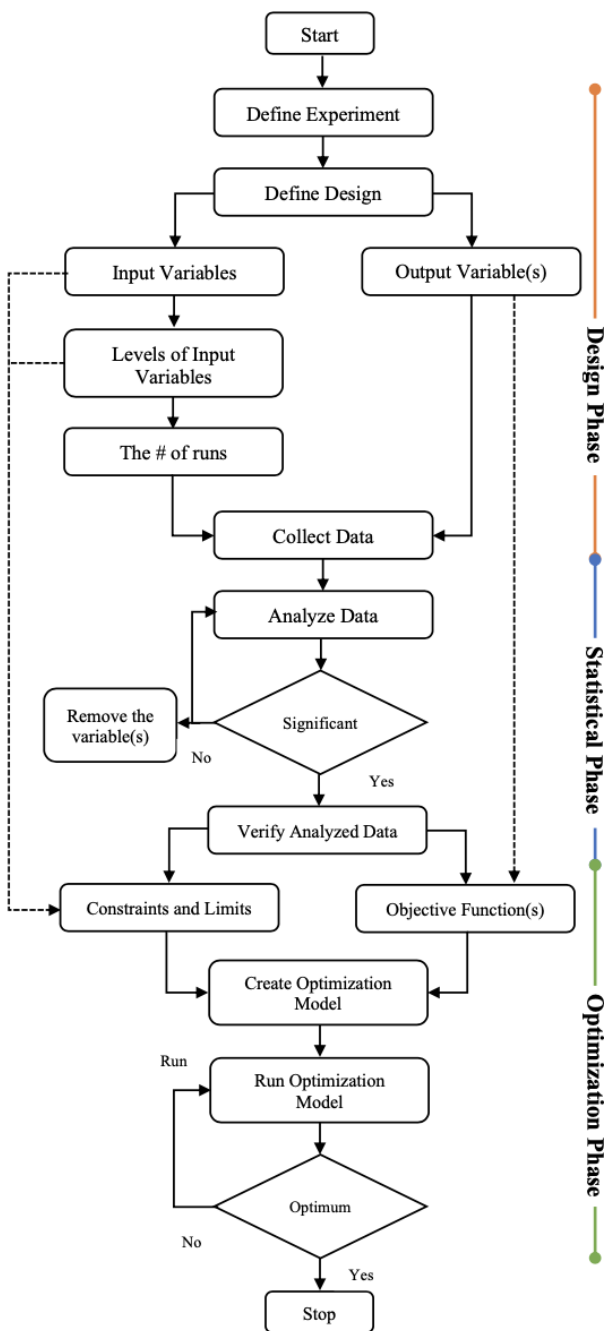 Start
Define Experiment
Define Design
Input Variables
Output Variable(s)
Levels of Input
Variables
The # of runs
Collect Data
Design Phase
Analyze Data
Significant
Remove the
variable(s)
No
Yes
Verify Analyzed Data
Statistical Phase
Constraints and Limits
Objective Function(s)
Create Optimization
Model
Run
Run Optimization
Model
Optimum
No
Yes
Stop
Optimization Phase